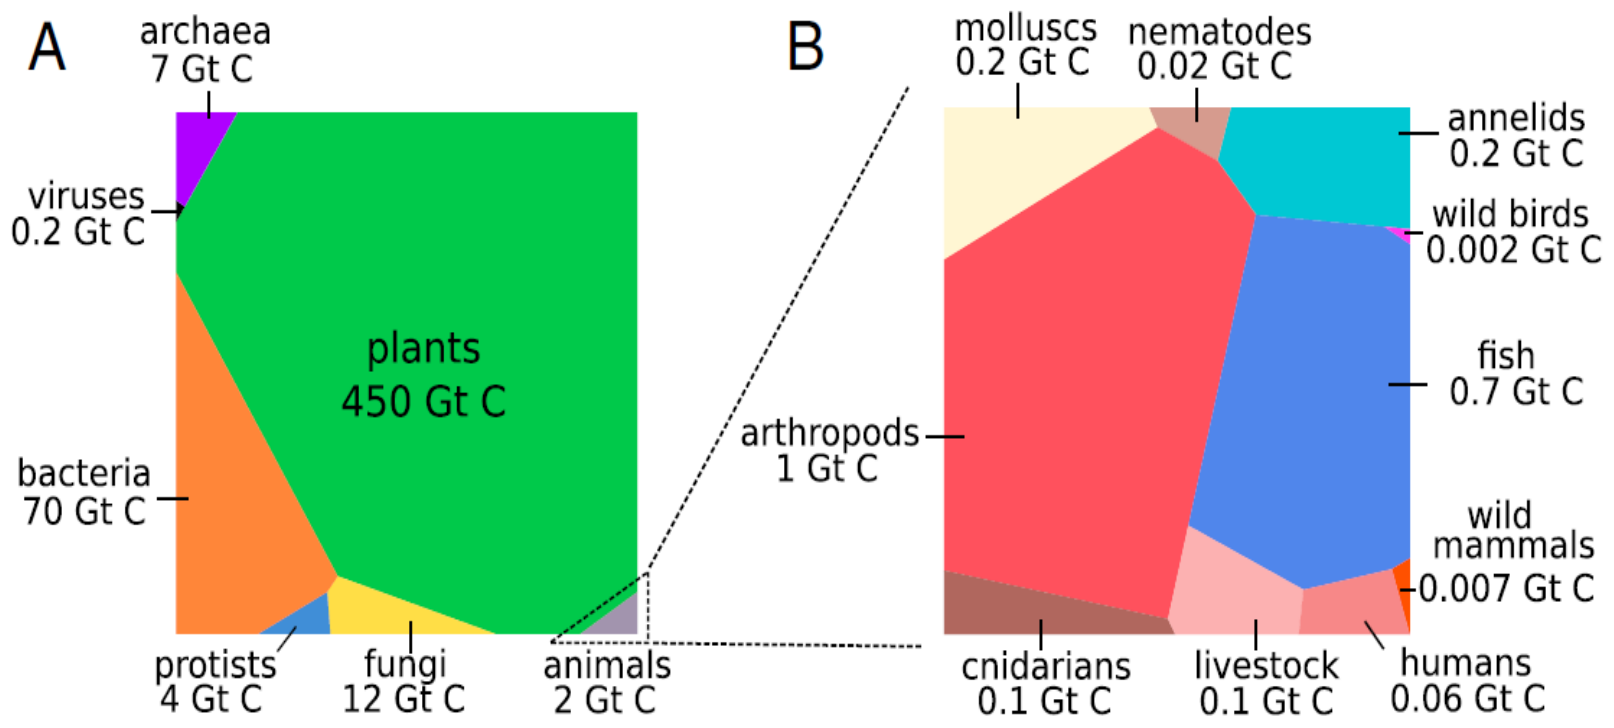 A
archaea
7 Gt C
viruses
0.2 Gt C
plants
450 Gt C
bacteria
70 Gt C
protists
4 Gt C
fungi
12 Gt C
animals
2 Gt C
B
molluscs
0.2 Gt C
nematodes
0.02 Gt C
annelids
0.2 Gt C
wild birds
0.002 Gt C
fish
0.7 Gt C
arthropods
1 Gt C
wild
mammals
0.007 Gt C
cnidarians
0.1 Gt C
livestock
0.1 Gt C
humans
0.06 Gt C